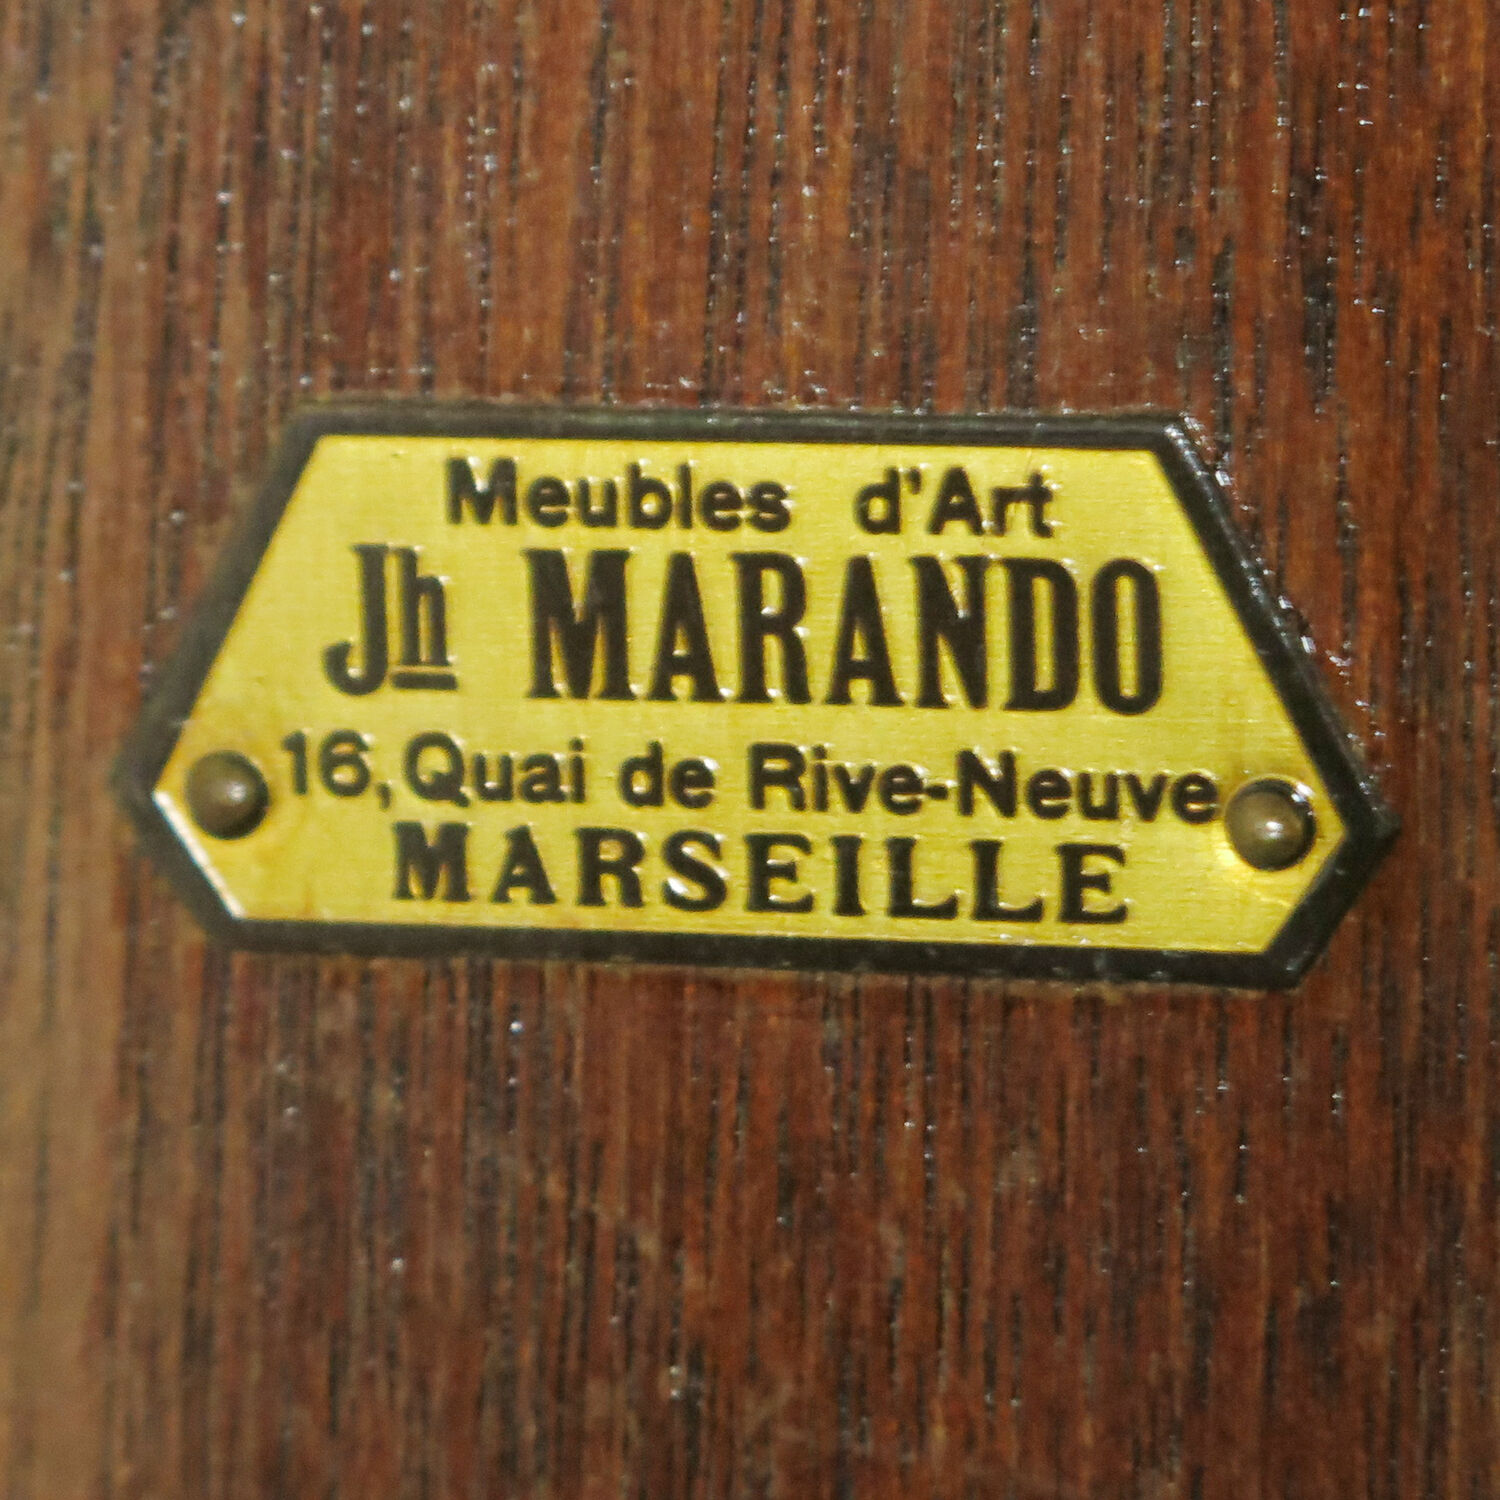 Meubles d'Art
Jh MARANDO
16, Quai de Rive-Neuve
MARSEILLE